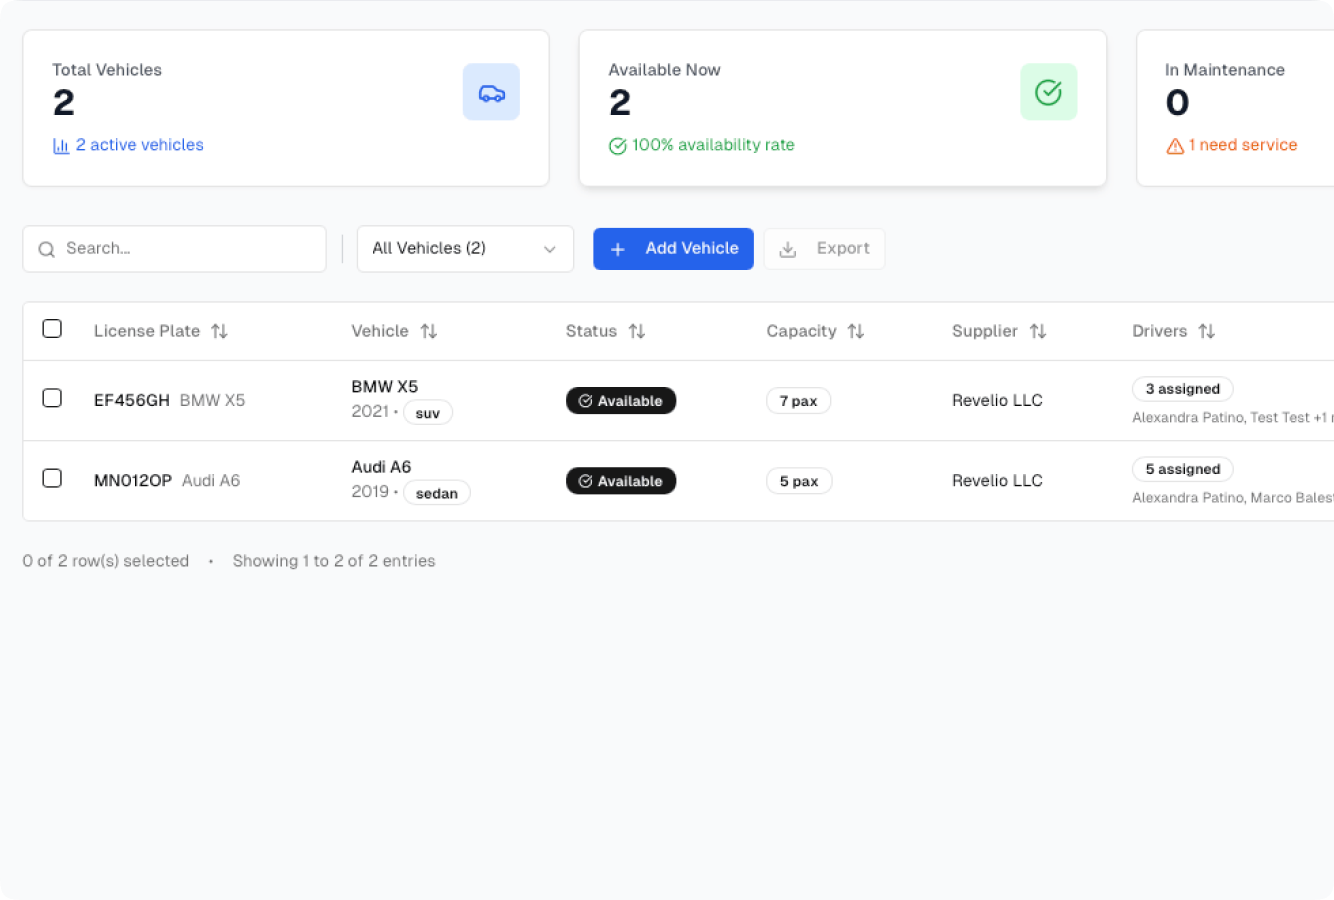 Total Vehicles
2
2 active vehicles
Available Now
2
100% availability rate
In Maintenance
0
1 need service
Search...
All Vehicles (2)
Add Vehicle
Export
License Plate Vehicle Status Capacity Supplier Drivers
EF456GH BMW X5
BMW X5
2021 • suv
Available
7 pax
Revelio LLC
3 assigned
Alexandra Patino, Test Test +1
MN012OP Audi A6
Audi A6
2019 • sedan
Available
5 pax
Revelio LLC
5 assigned
Alexandra Patino, Marco
0 of 2 row(s) selected • Showing 1 to 2 of 2 entries